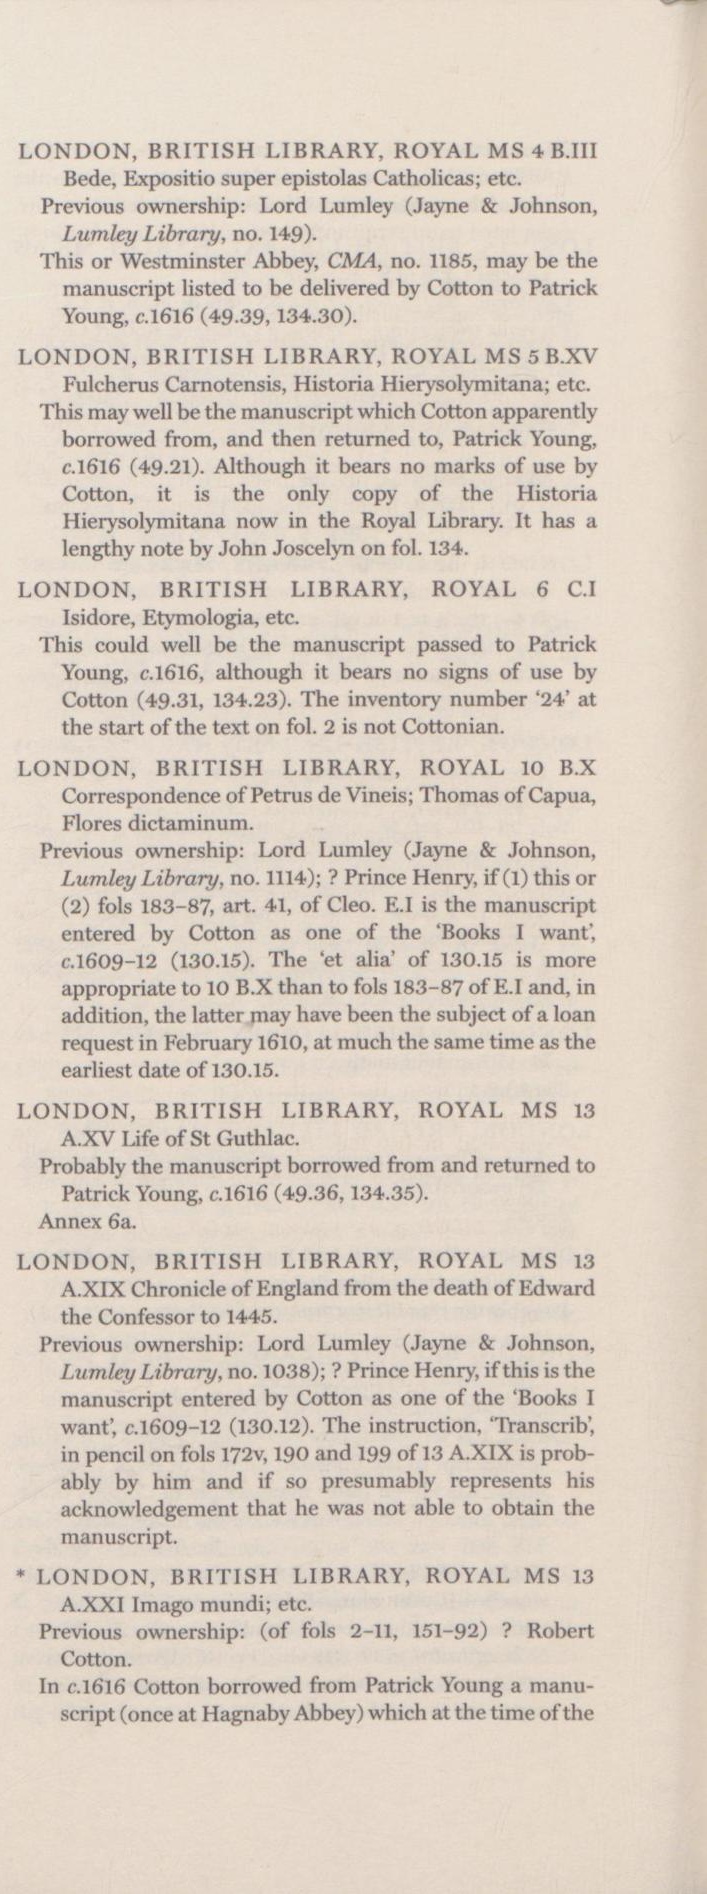 LONDON, BRITISH LIBRARY, ROYAL MS 4 B.III
Bede, Expositio super epistolas Catholicas; etc.
Previous ownership: Lord Lumley (Jayne & Johnson,
Lumley Library, no. 149).
This or Westminster Abbey, CMA, no. 1185, may be the
manuscript listed to be delivered by Cotton to Patrick
Young, c.1616 (49.39, 134.30).
LONDON, BRITISH LIBRARY, ROYAL MS 5 B.XV
Fulcherus Carnotensis, Historia Hierysolymitana; etc.
This may well be the manuscript which Cotton apparently
borrowed from, and then returned to, Patrick Young,
c.1616 (49.21). Although it bears no marks of use by
Cotton, it is the only copy of the Historia
Hierysolymitana now in the Royal Library. It has a
lengthy note by John Joscelyn on fol. 134.
LONDON, BRITISH LIBRARY, ROYAL 6 C.I
Isidore, Etymologia, etc.
This could well be the manuscript passed to Patrick
Young, c.1616, although it bears no signs of use by
Cotton (49.31, 134.23). The inventory number ‘24’ at
the start of the text on fol. 2 is not Cottonian.
LONDON, BRITISH LIBRARY, ROYAL 10 B.X
Correspondence of Petrus de Vineis; Thomas of Capua,
Flores dictaminum.
Previous ownership: Lord Lumley (Jayne & Johnson,
Lumley Library, no. 1114); ? Prince Henry, if (1) this or
(2) fols 183–87, art. 41, of Cleo. E.I is the manuscript
entered by Cotton as one of the ‘Books I want’,
c.1609–12 (130.15). The ‘et alia’ of 130.15 is more
appropriate to 10 B.X than to fols 183–87 of E.I and, in
addition, the latter may have been the subject of a loan
request in February 1610, at much the same time as the
earliest date of 130.15.
LONDON, BRITISH LIBRARY, ROYAL MS 13
A.XV Life of St Guthlac.
Probably the manuscript borrowed from and returned to
Patrick Young, c.1616 (49.36, 134.35).
Annex 6a.
LONDON, BRITISH LIBRARY, ROYAL MS 13
A.XIX Chronicle of England from the death of Edward
the Confessor to 1445.
Previous ownership: Lord Lumley (Jayne & Johnson,
Lumley Library, no. 1038); ? Prince Henry, if this is the
manuscript entered by Cotton as one of the ‘Books I
want’, c.1609–12 (130.12). The instruction, ‘Transcrib’,
in pencil on fols 172v, 190 and 199 of 13 A.XIX is prob-
ably by him and if so presumably represents his
acknowledgement that he was not able to obtain the
manuscript.
* LONDON, BRITISH LIBRARY, ROYAL MS 13
A.XXI Imago mundi; etc.
Previous ownership: (of fols 2–11, 151–92) ? Robert
Cotton.
In c.1616 Cotton borrowed from Patrick Young a manu-
script (once at Hagnaby Abbey) which at the time of the